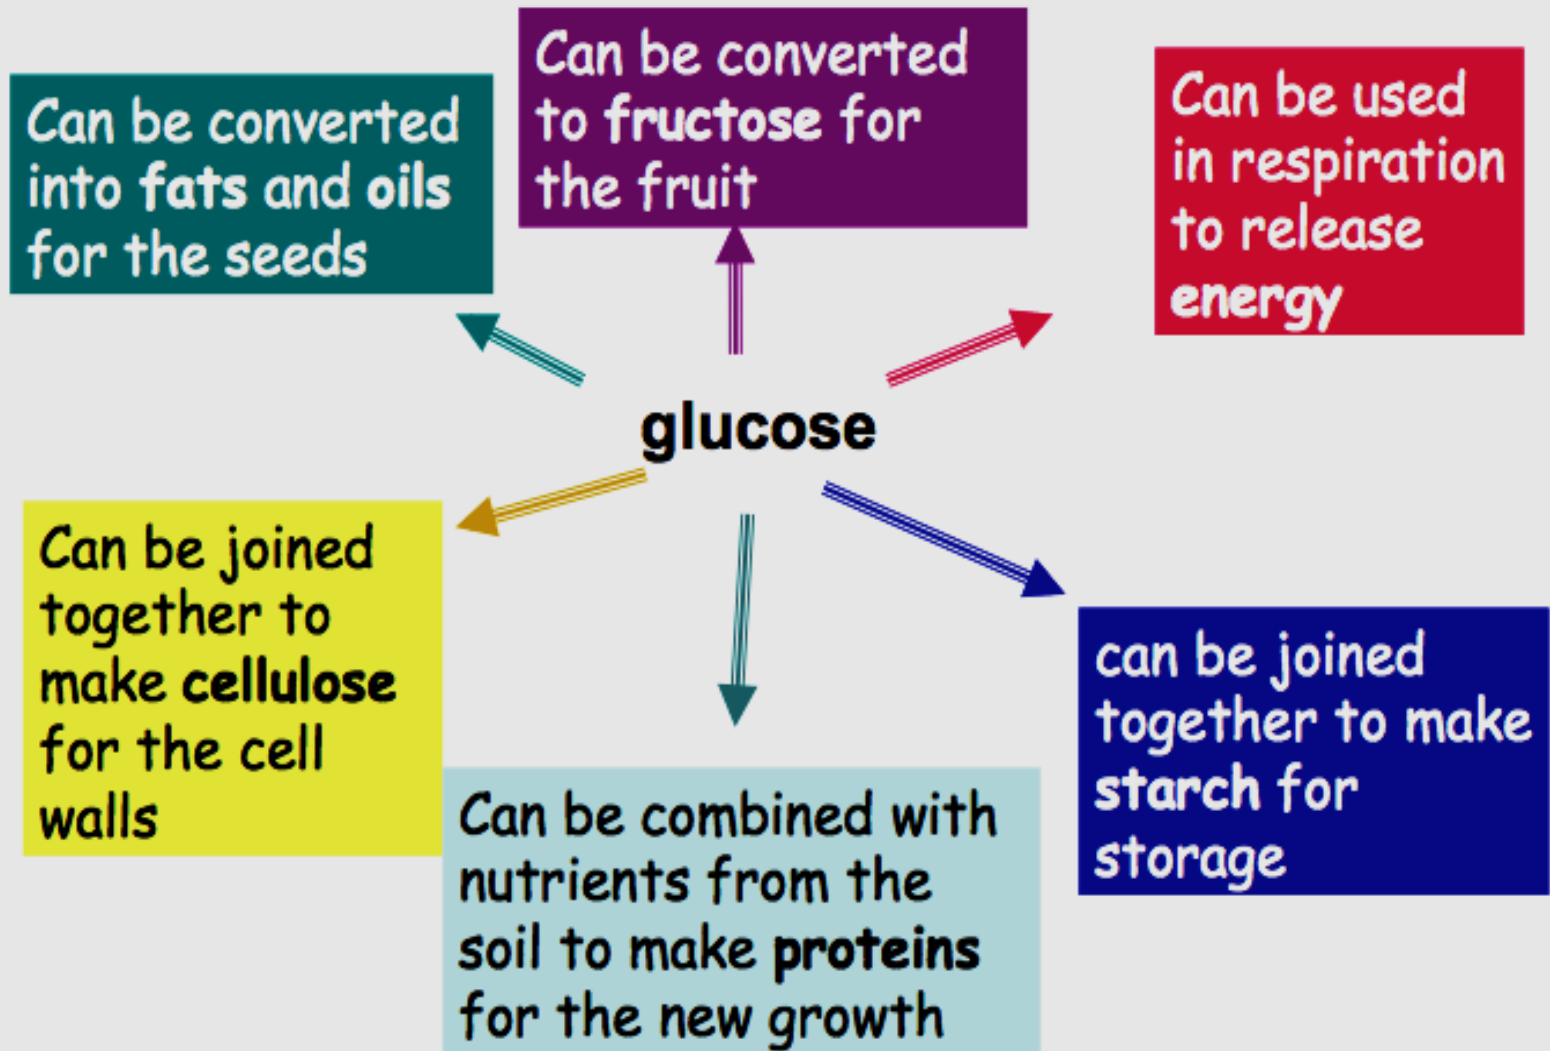 Can be converted
into fats and oils
for the seeds
Can be converted
to fructose for
the fruit
Can be used
in respiration
to release
energy
glucose
Can be joined
together to
make cellulose
for the cell
walls
Can be combined with
nutrients from the
soil to make proteins
for the new growth
can be joined
together to make
starch for
storage